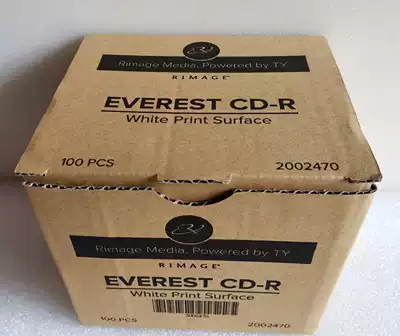 Rimage Media, Powered by TY
RIMAGE
EVEREST CD-R
White Print Surface
100 PCS
2002470
Rimage Media, Powered by TY
RIMAGE
EVEREST CD-R
White Print Surface
100 PCS
2002470